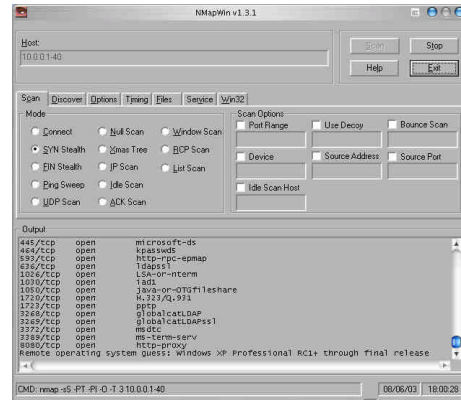 NMapWin v1.3.1
Host:
10.0.0.1-40
Scan
Stop
Help
Exit
Scan Discover Options Timing Files Service Win32
Mode
Connect Null Scan Window Scan
SYN Stealth Xmas Tree RCP Scan
FIN Stealth IP Scan List Scan
Ping Sweep Idle Scan
UDP Scan ACK Scan
Scan Options
Port Range Use Decoy Bounce Scan
Device Source Address Source Port
Idle Scan Host
Output
445/tcp open microsoft-ds
464/tcp open kpasswd5
593/tcp open http-rpc-epmap
636/tcp open ldapssl
1026/tcp open LSA-or-nterm
1030/tcp open iad1
1050/tcp open java-or-OTGfileshare
1720/tcp open H.323/Q.931
1723/tcp open pptp
3268/tcp open globalcatLDAP
3269/tcp open globalcatLDAPssl
3372/tcp open msdtc
3389/tcp open ms-term-serv
8080/tcp open http-proxy
Remote operating system guess: Windows XP Professional RC1+ through final release
CMD: nmap -sS -PT -PI -O -T 3 10.0.0.1-40
08/06/03 18:00:28